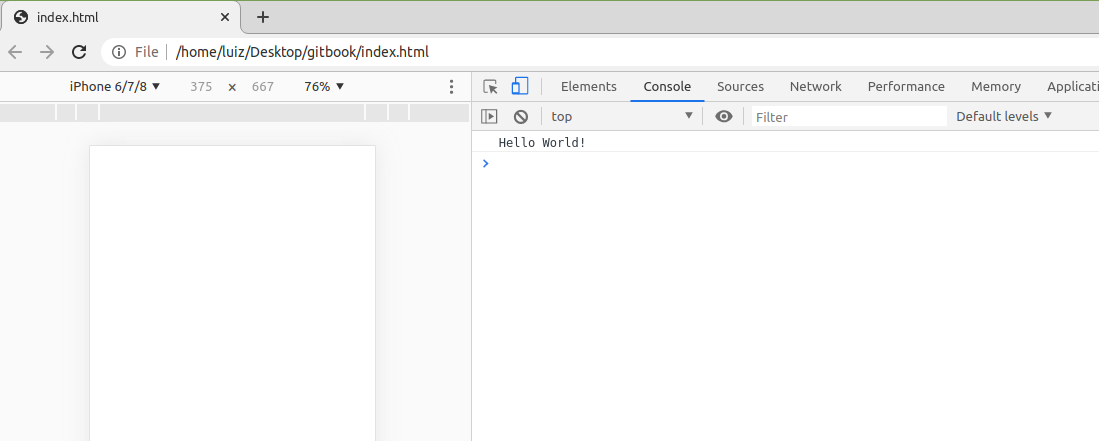 index.html
File /home/luiz/Desktop/gitbook/index.html
iPhone 6/7/8 375 × 667 76%
Elements Console Sources Network Performance Memory Applicati
top Filter Default levels
Hello World!